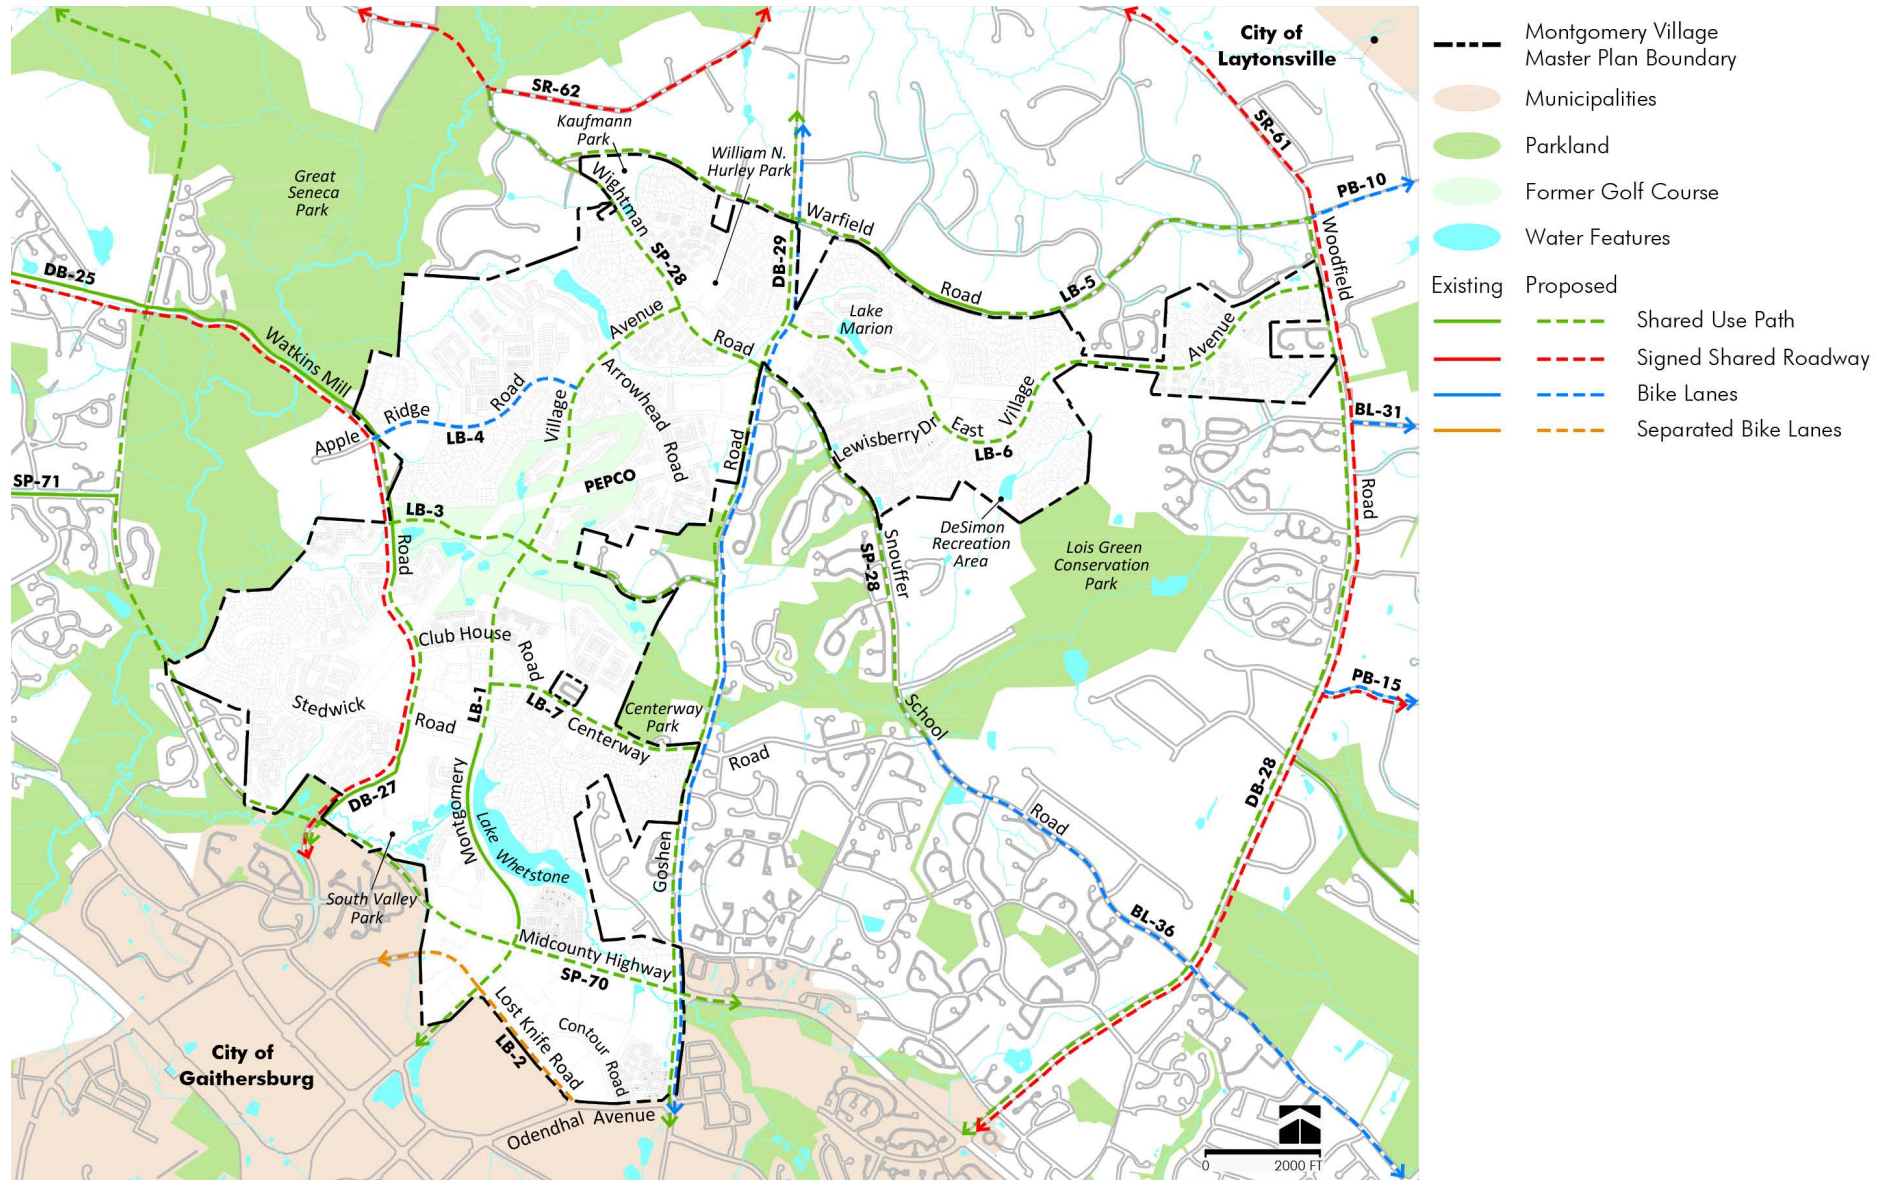 City of
Laytonsville
SR-62
Kaufmann
Park
William N.
Hurley Park
SR-61
PB-10
Great
Seneca
Park
Wightman
Warfield
Woodfield
SP-28
DB-29
DB-25
Road
LB-5
Lake
Marion
Avenue
Avenue
Road
Watkins Mill
Arrowhead
Road
Village
Village
Ridge
Road
BL-31
Apple
LB-4
Lewisberry Dr
East
LB-6
Road
Road
PEPCO
SP-71
LB-3
Road
DeSimon
Recreation
Area
Road
Snouffer
SP-28
Lois Green
Conservation
Park
Club House
Road
PB-15
Stedwick
Road
LB-1
LB-7
Centerway
Centerway
Park
School
Road
DB-28
DB-27
Montgomery
Lake
Whetstone
Goshen
Road
South Valley
Park
BL-36
Midcounty Highway
SP-70
Lost Knife Road
LB-2
Contour
Road
City of
Gaithersburg
Odendhal Avenue
0 2000 FT
Montgomery Village
Master Plan Boundary
Municipalities
Parkland
Former Golf Course
Water Features
Existing Proposed
Shared Use Path
Signed Shared Roadway
Bike Lanes
Separated Bike Lanes